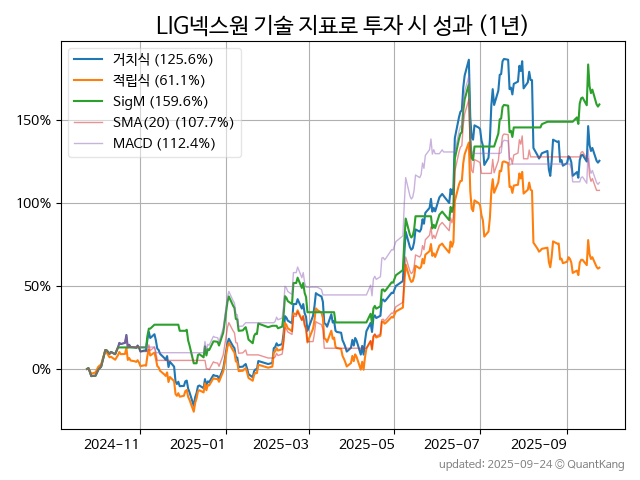 LIG넥스원 기술 지표로 투자 시 성과 (1년)
거치식 (125.6%)
적립식 (61.1%)
SigM (159.6%)
SMA(20) (107.7%)
MACD (112.4%)
150%
100%
50%
0%
2024-11 2025-01 2025-03 2025-05 2025-07 2025-09
updated: 2025-09-24 © QuantKang